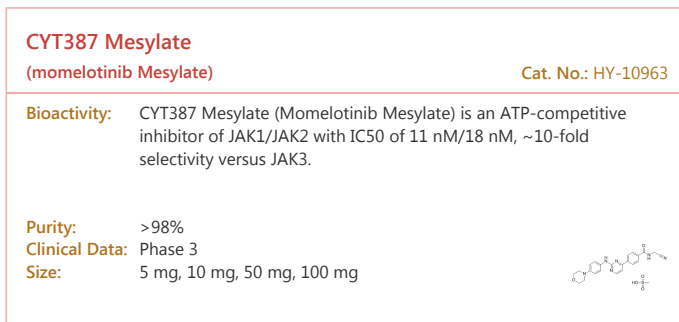 CYT387 Mesylate
(momelotinib Mesylate) Cat. No.: HY-10963
Bioactivity: CYT387 Mesylate (Momelotinib Mesylate) is an ATP-competitive
inhibitor of JAK1/JAK2 with IC50 of 11 nM/18 nM, ~10-fold
selectivity versus JAK3.
Purity: >98%
Clinical Data: Phase 3
Size: 5 mg, 10 mg, 50 mg, 100 mg